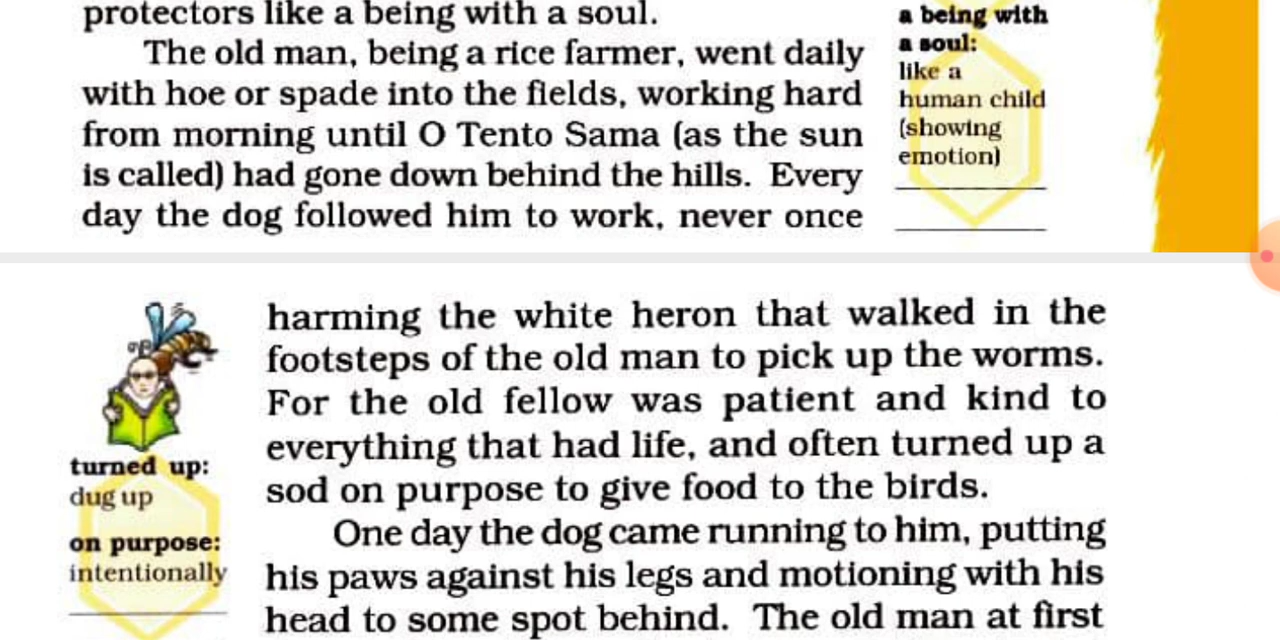 protectors like a being with a soul.
The old man, being a rice farmer, went daily
with hoe or spade into the fields, working hard
from morning until O Tento Sama (as the sun
is called) had gone down behind the hills. Every
day the dog followed him to work, never once
a being with
a soul:
like a
human child
(showing
emotion)
harming the white heron that walked in the
footsteps of the old man to pick up the worms.
For the old fellow was patient and kind to
everything that had life, and often turned up a
sod on purpose to give food to the birds.
One day the dog came running to him, putting
his paws against his legs and motioning with his
head to some spot behind. The old man at first
turned up:
dug up
on purpose:
intentionally